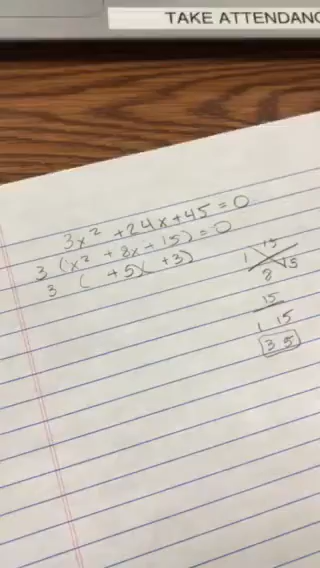 TAKE ATTENDANC
3x² + 24x + 45 = 0
3 (x² + 8x + 15) = 0
3 ( +5)( +3)
15
1 15
8
15
1 15
3 5